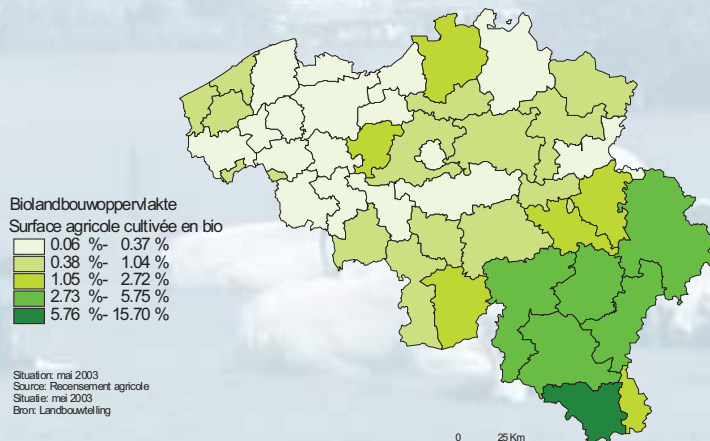 Biolandbouwoppervlakte
Surface agricole cultivée en bio
0.06 %- 0.37 %
0.38 %- 1.04 %
1.05 %- 2.72 %
2.73 %- 5.75 %
5.76 %- 15.70 %
Situation: mai 2003
Source: Recensement agricole
Situatie: mei 2003
Bron: Landbouwtelling
0 25 Km